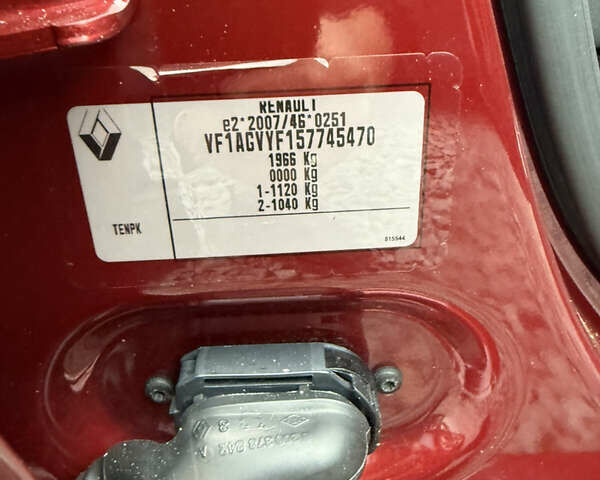 RENAULT
e2*2007/46*0251
VF1AGVYF157745470
1966 Kg
0000 Kg
1-1120 Kg
2-1040 Kg
TENPK
815544